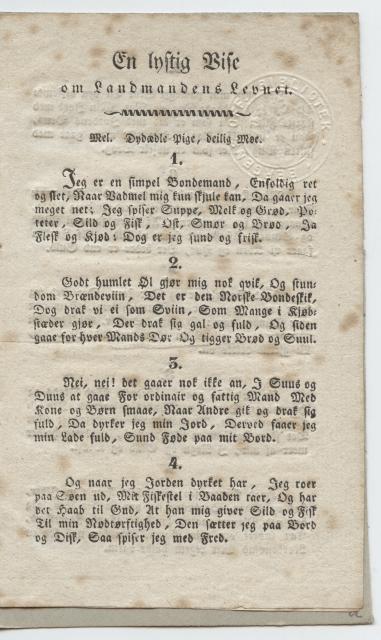 En lystig Vise
om Landmandens Levnet.
Mel. Dydædle Pige, deilig Møe.
1.
Jeg er en simpel Bondemand, Enfoldig ret
og slet, Naar Vadmel mig kun skjule kan, Da gaaer jeg
meget net; Jeg spiser Suppe, Melk og Grød. Po-
teter, Sild og Fisk, Ost, Smør og Brød, Ja
Flesk og Kjød: Dog er jeg sund og frisk.
2.
Godt humlet Øl gjør mig nok qvik, Og stun-
dom Brændeviin, Det er den Norske Bondeskik,
Dog drak vi ei som Sviin, Som Mange i Kjøb-
stæder gjør, Der drak sig gal og fuld, Og siden
gaae for hver Mands Dør Og tigger Brød og Suul.
3.
Nei, nei! det gaaer nok ikke an, I Suus og
Duus at gaae For ordinair og fattig Mand Med
Kone og Børn smaae, Naar Andre gik og drak sig
fuld, Da dyrker jeg min Jord, Derved faaer jeg
min Lade fuld, Sund Føde paa mit Bord.
4.
Og naar jeg Jorden dyrket har, Jeg roer
paa Søen ud, Mit Fiskestel i Baaden taer, Og har
det Haab til Gud, At han mig giver Sild og Fisk
Til min Nødtørftighed, Den sætter jeg paa Bord
og Disk, Saa spiser jeg med Fred.